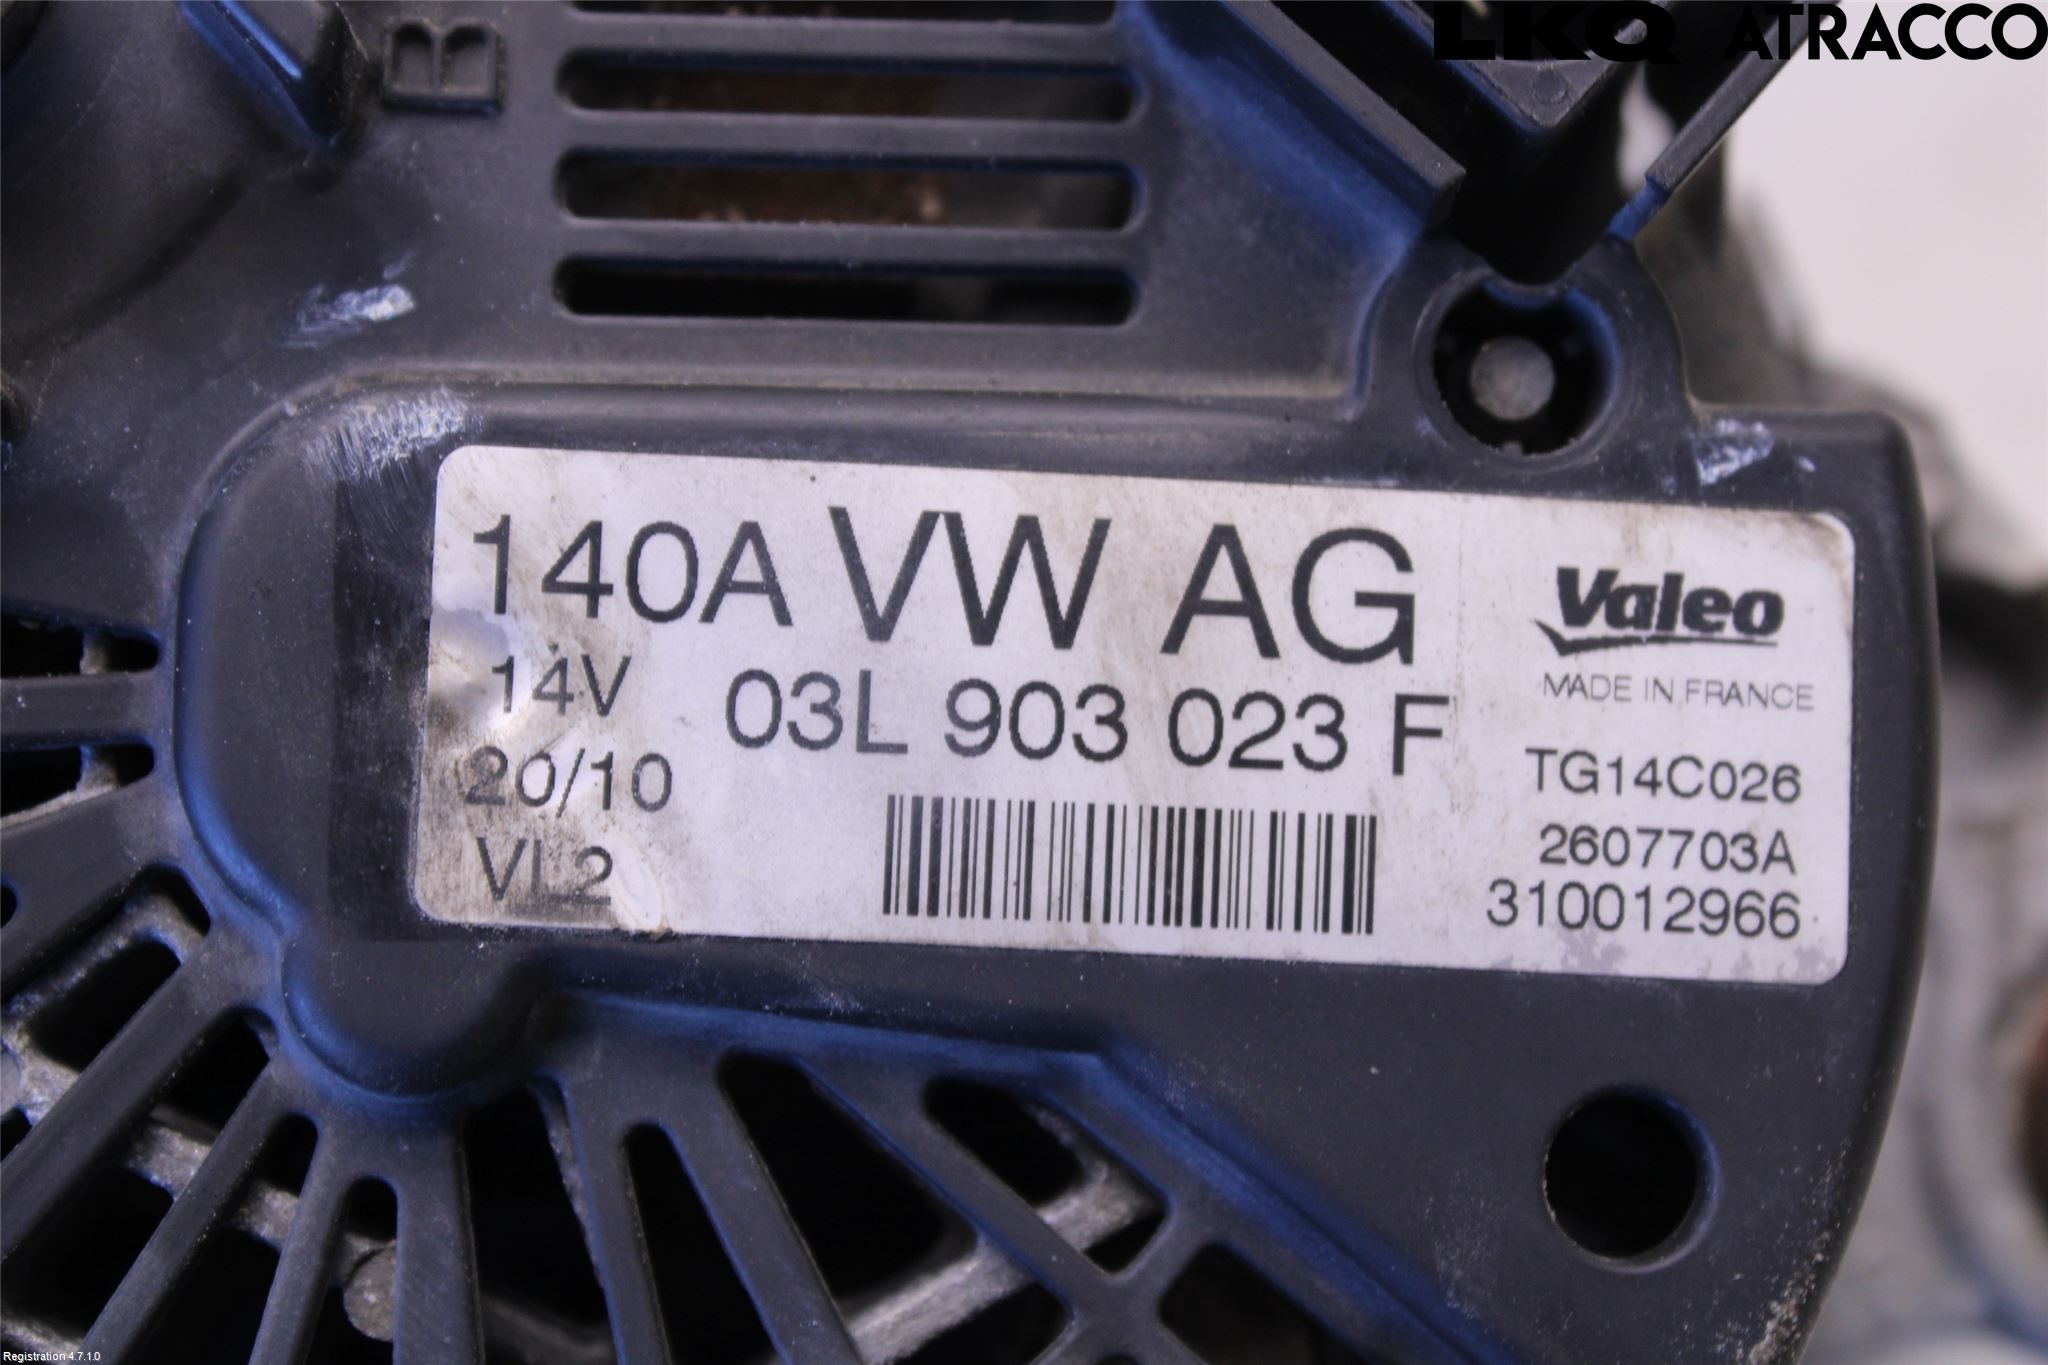 LKQ ATRACCO
B
140A VW AG
14V 03L 903 023 F
20/10
VL2
Valeo
MADE IN FRANCE
TG14C026
2607703A
310012966
Registration 4.7.1.0